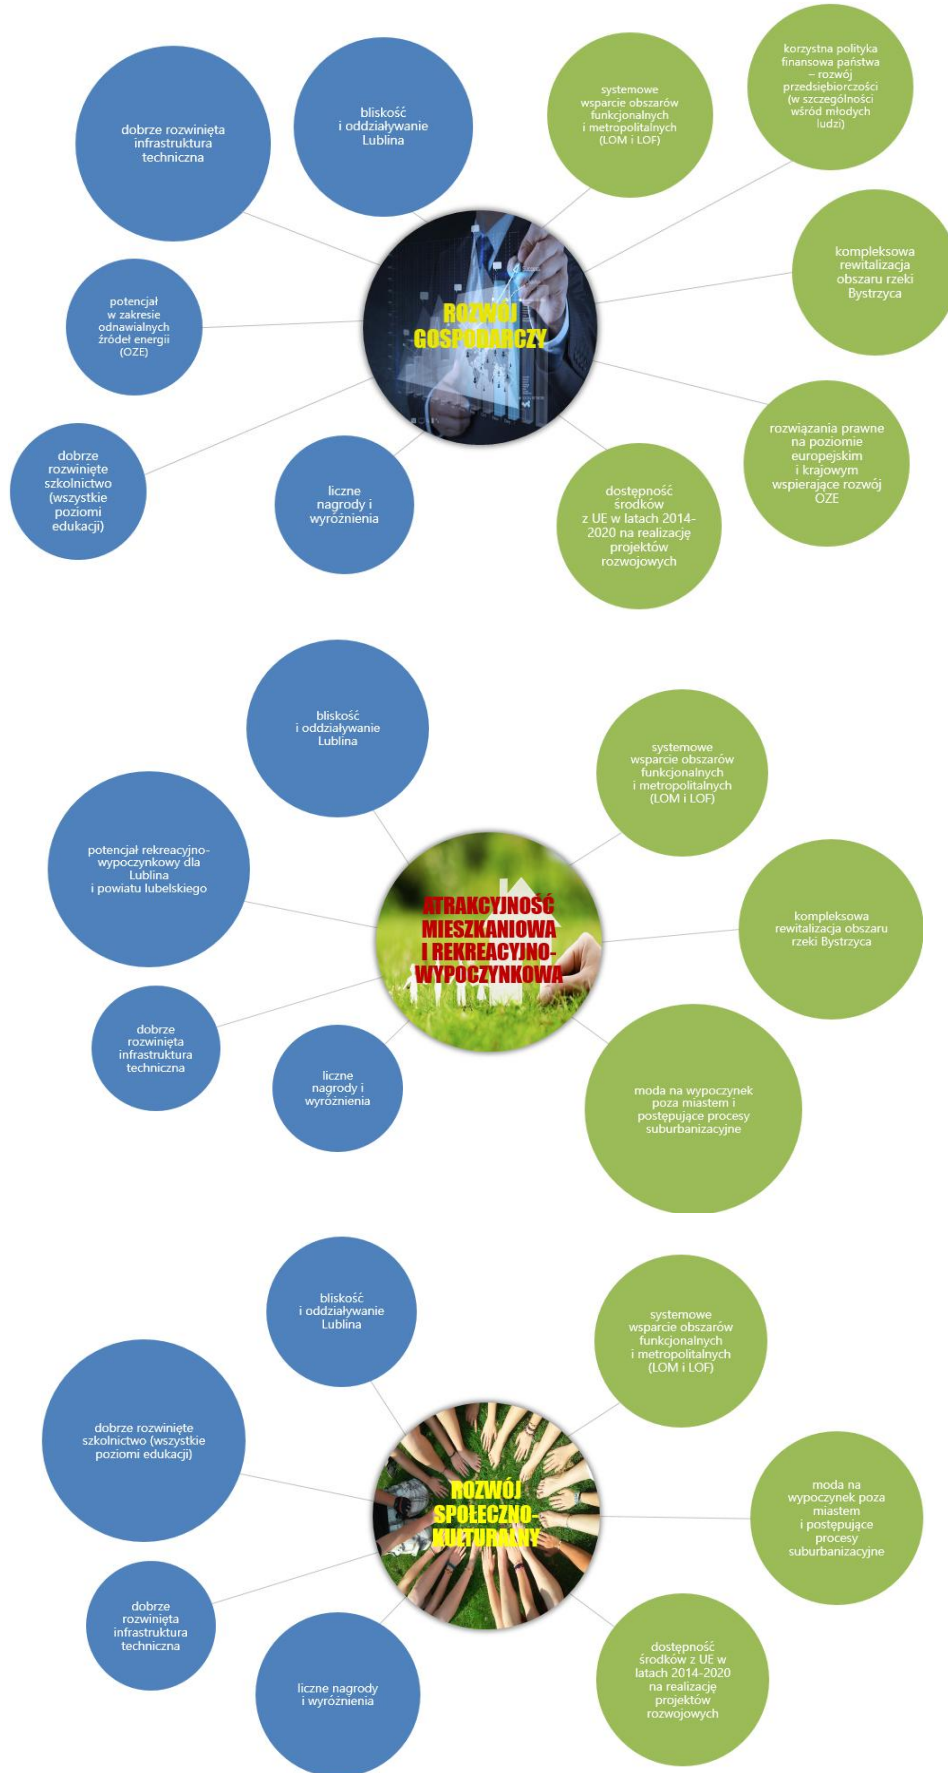 dobrze rozwinięta
infrastruktura
techniczna
bliskość
i oddziaływanie
Lublina
systemowe
wsparcie obszarów
funkcjonalnych
i metropolitalnych
(LOM i LOF)
korzystna polityka
finansowa państwa
– rozwój
przedsiębiorczości
(w szczególności
wśród młodych
ludzi)
potencjał
w zakresie
odnawialnych
źródeł energii
(OZE)
ROZWÓJ
GOSPODARCZY
kompleksowa
rewitalizacja
obszaru rzeki
Bystrzyca
dobrze
rozwinięte
szkolnictwo
(wszystkie
poziomi
edukacji)
liczne
nagrody i
wyróżnienia
dostępność
środków
z UE w latach 2014-
2020 na realizację
projektów
rozwojowych
rozwiązania prawne
na poziomie
europejskim
i krajowym
wspierające rozwój
OZE
bliskość
i oddziaływanie
Lublina
systemowe
wsparcie obszarów
funkcjonalnych
i metropolitalnych
(LOM i LOF)
potencjał rekreacyjno-
wypoczynkowy dla
Lublina
i powiatu lubelskiego
ATRAKCYJNOŚĆ
MIESZKANIOWA
I REKREACYJNO-
WYPOCZYNKOWA
kompleksowa
rewitalizacja obszaru
rzeki Bystrzyca
dobrze
rozwinięta
infrastruktura
techniczna
liczne
nagrody i
wyróżnienia
moda na wypoczynek
poza miastem i
postępujące procesy
suburbanizacyjne
bliskość
i oddziaływanie
Lublina
systemowe
wsparcie obszarów
funkcjonalnych
i metropolitalnych
(LOM i LOF)
dobrze rozwinięte
szkolnictwo (wszystkie
poziomi edukacji)
ROZWÓJ
SPOŁECZNO-
KULTURALNY
moda na
wypoczynek poza
miastem
i postępujące
procesy
suburbanizacyjne
dobrze
rozwinięta
infrastruktura
techniczna
liczne nagrody
i wyróżnienia
dostępność
środków z UE w
latach 2014-2020
na realizację
projektów
rozwojowych